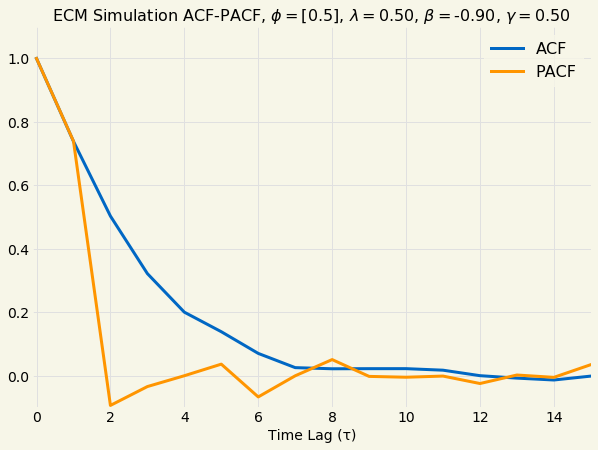 ECM Simulation ACF-PACF, ϕ = [0.5], λ = 0.50, β = -0.90, γ = 0.50
ACF
PACF
1.0
0.8
0.6
0.4
0.2
0.0
0 2 4 6 8 10 12 14
Time Lag (τ)